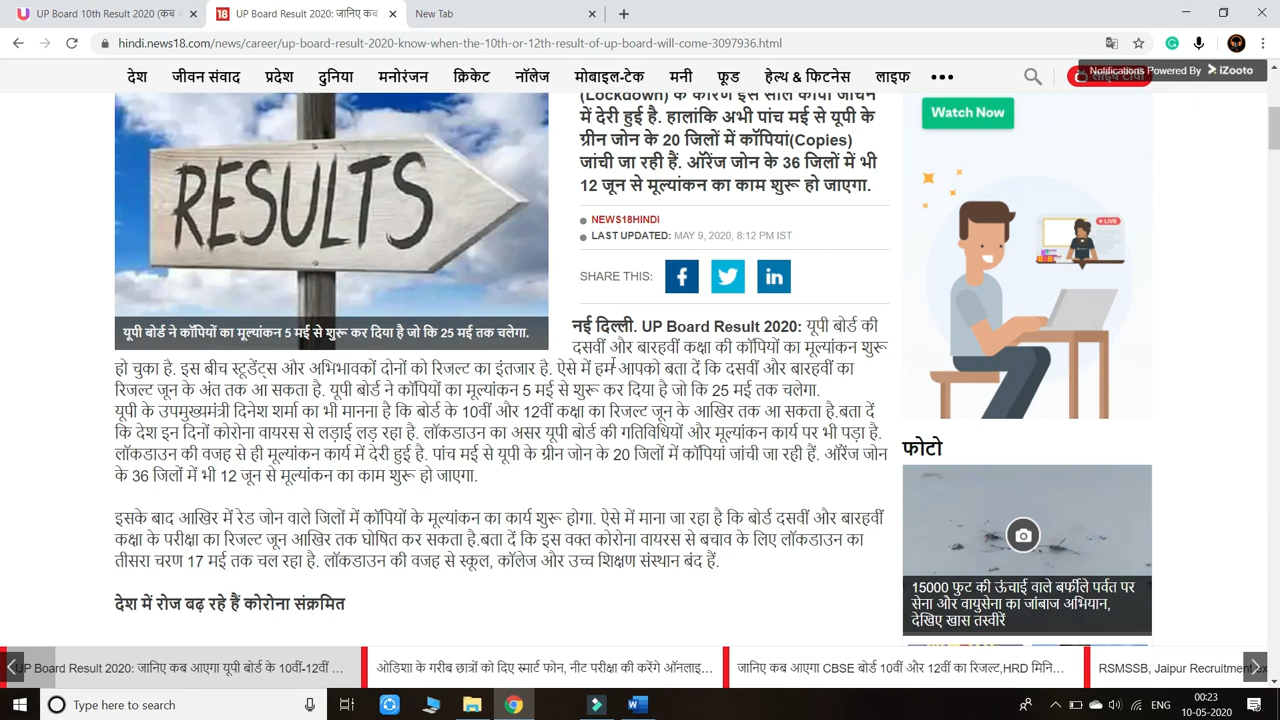 UP Board 10th Result 2020 (कब अ
UP Board Result 2020: जानिए कब
New Tab
hindi.news18.com/news/career/up-board-result-2020-know-when-the-10th-or-12th-result-of-up-board-will-come-3097936.html
देश जीवन संवाद प्रदेश दुनिया मनोरंजन क्रिकेट नॉलेज मोबाइल-टेक मनी फूड हेल्थ & फिटनेस लाइफ
Notifications Powered By iZooto
RESULTS
यूपी बोर्ड ने कॉपियों का मूल्यांकन 5 मई से शुरू कर दिया है जो कि 25 मई तक चलेगा.
(Lockdown) के कारण इस साल कॉपी जांचने
में देरी हुई है. हालांकि अभी पांच मई से यूपी के
ग्रीन जोन के 20 जिलों में कॉपियां(Copies)
जांची जा रही हैं. ऑरेंज जोन के 36 जिलों में भी
12 जून से मूल्यांकन का काम शुरू हो जाएगा.
NEWS18HINDI
LAST UPDATED: MAY 9, 2020, 8:12 PM IST
SHARE THIS:
नई दिल्ली. UP Board Result 2020: यूपी बोर्ड की
दसवीं और बारहवीं कक्षा की कॉपियों का मूल्यांकन शुरू
हो चुका है. इस बीच स्टूडेंट्स और अभिभावकों दोनों को रिजल्ट का इंतजार है. ऐसे में हम आपको बता दें कि दसवीं और बारहवीं का
रिजल्ट जून के अंत तक आ सकता है. यूपी बोर्ड ने कॉपियों का मूल्यांकन 5 मई से शुरू कर दिया है जो कि 25 मई तक चलेगा.
यूपी के उपमुख्यमंत्री दिनेश शर्मा का भी मानना है कि बोर्ड के 10वीं और 12वीं कक्षा का रिजल्ट जून के आखिर तक आ सकता है.बता दें
कि देश इन दिनों कोरोना वायरस से लड़ाई लड़ रहा है. लॉकडाउन का असर यूपी बोर्ड की गतिविधियों और मूल्यांकन कार्य पर भी पड़ा है.
लॉकडाउन की वजह से ही मूल्यांकन कार्य में देरी हुई है. पांच मई से यूपी के ग्रीन जोन के 20 जिलों में कॉपियां जांची जा रही हैं. ऑरेंज जोन
के 36 जिलों में भी 12 जून से मूल्यांकन का काम शुरू हो जाएगा.
इसके बाद आखिर में रेड जोन वाले जिलों में कॉपियों के मूल्यांकन का कार्य शुरू होगा. ऐसे में माना जा रहा है कि बोर्ड दसवीं और बारहवीं
कक्षा के परीक्षा का रिजल्ट जून आखिर तक घोषित कर सकता है.बता दें कि इस वक्त कोरोना वायरस से बचाव के लिए लॉकडाउन का
तीसरा चरण 17 मई तक चल रहा है. लॉकडाउन की वजह से स्कूल, कॉलेज और उच्च शिक्षण संस्थान बंद हैं.
देश में रोज बढ़ रहे हैं कोरोना संक्रमित
Watch Now
LIVE
फोटो
15000 फुट की ऊंचाई वाले बर्फीले पर्वत पर
सेना और वायुसेना का जांबाज अभियान,
देखिए खास तस्वीरें
UP Board Result 2020: जानिए कब आएगा यूपी बोर्ड के 10वीं-12वीं ...
ओडिशा के गरीब छात्रों को दिए स्मार्ट फोन, नीट परीक्षा की करेंगे ऑनलाइ...
जानिए कब आएगा CBSE बोर्ड 10वीं और 12वीं का रिजल्ट,HRD मिनि...
RSMSSB, Jaipur Recruitment ex
Type here to search
ENG
00:23
10-05-2020